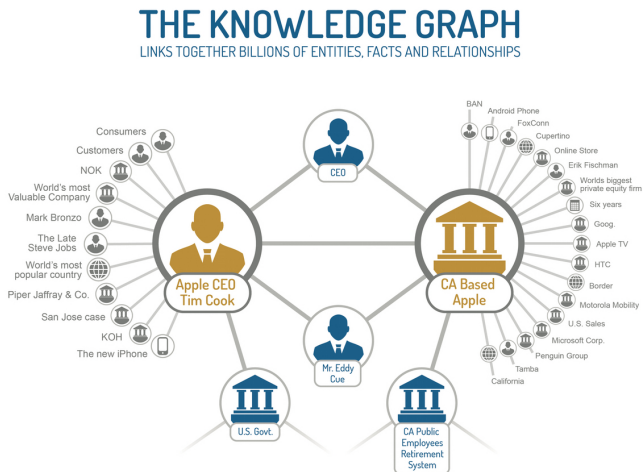 THE KNOWLEDGE GRAPH
LINKS TOGETHER BILLIONS OF ENTITIES, FACTS AND RELATIONSHIPS
Consumers
Customers
NOK
World's most
Valuable Company
Mark Bronzo
The Late
Steve Jobs
World's most
popular country
Piper Jaffray & Co.
San Jose case
KOH
The new iPhone
Apple CEO
Tim Cook
CEO
Mr. Eddy
Cue
U.S. Govt.
CA Public
Employees
Retirement
System
CA Based
Apple
BAN
Android Phone
FoxConn
Cupertino
Online Store
Erik Fischman
Worlds biggest
private equity firm
Six years
Goog.
Apple TV
HTC
Border
Motorola Mobility
U.S. Sales
Microsoft Corp.
Penguin Group
Tamba
California